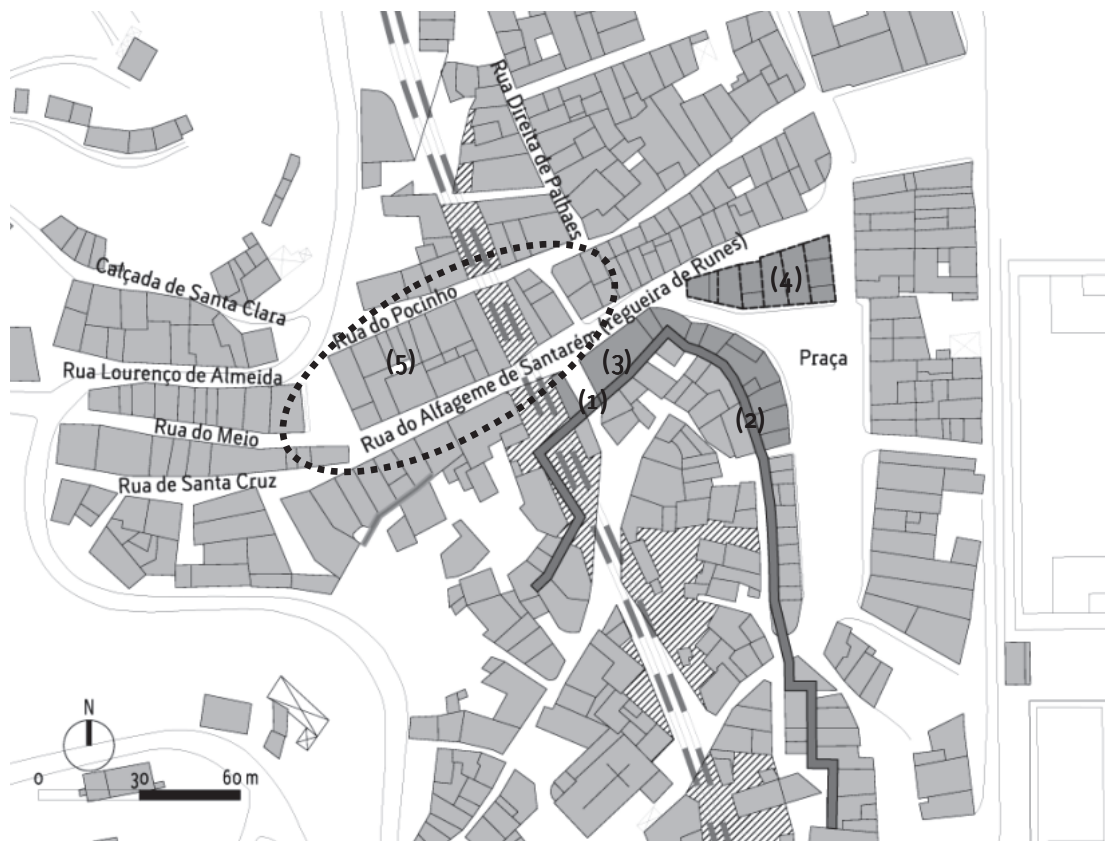 Rua Direita de Palhaes
Calçada de Santa Clara
Rua do Pocinho
Rua do Alfageme de Santarém (regueira de Runes)
(4)
Praça
(5)
(3)
Rua Lourenço de Almeida
(1)
(2)
Rua do Meio
Rua de Santa Cruz
N
0 30 60 m